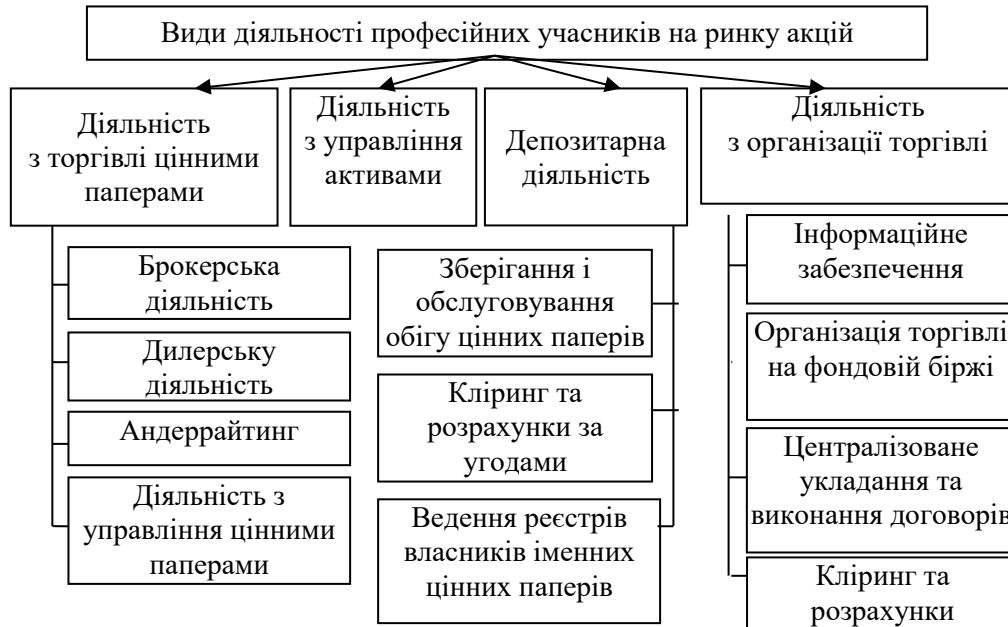 Види діяльності професійних учасників на ринку акцій
Діяльність
з торгівлі цінними
паперами
Діяльність
з управління
активами
Депозитарна
діяльність
Діяльність
з організації торгівлі
Брокерська
діяльність
Дилерську
діяльність
Андеррайтинг
Діяльність з
управління цінними
паперами
Зберігання і
обслуговування
обігу цінних паперів
Кліринг та
розрахунки за
угодами
Ведення реєстрів
власників іменних
цінних паперів
Інформаційне
забезпечення
Організація торгівлі
на фондовій біржі
Централізоване
укладання та
виконання договорів
Кліринг та
розрахунки